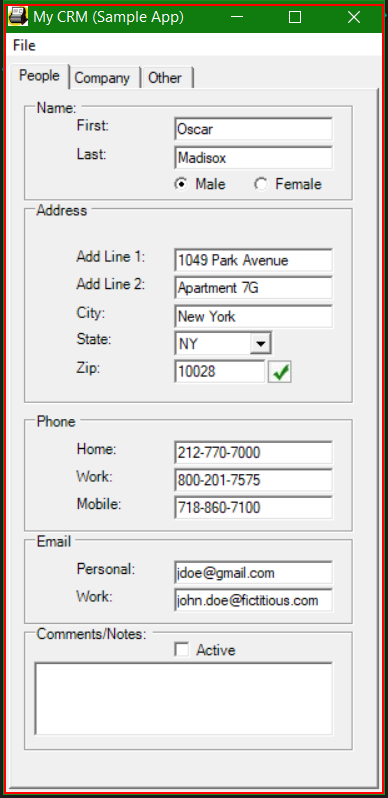 My CRM (Sample App)
File
People Company Other
Name:
First: Oscar
Last: Madisox
Male Female
Address
Add Line 1: 1049 Park Avenue
Add Line 2: Apartment 7G
City: New York
State: NY
Zip: 10028
Phone
Home: 212-770-7000
Work: 800-201-7575
Mobile: 718-860-7100
Email
Personal: jdoe@gmail.com
Work: john.doe@fictitious.com
Comments/Notes:
Active